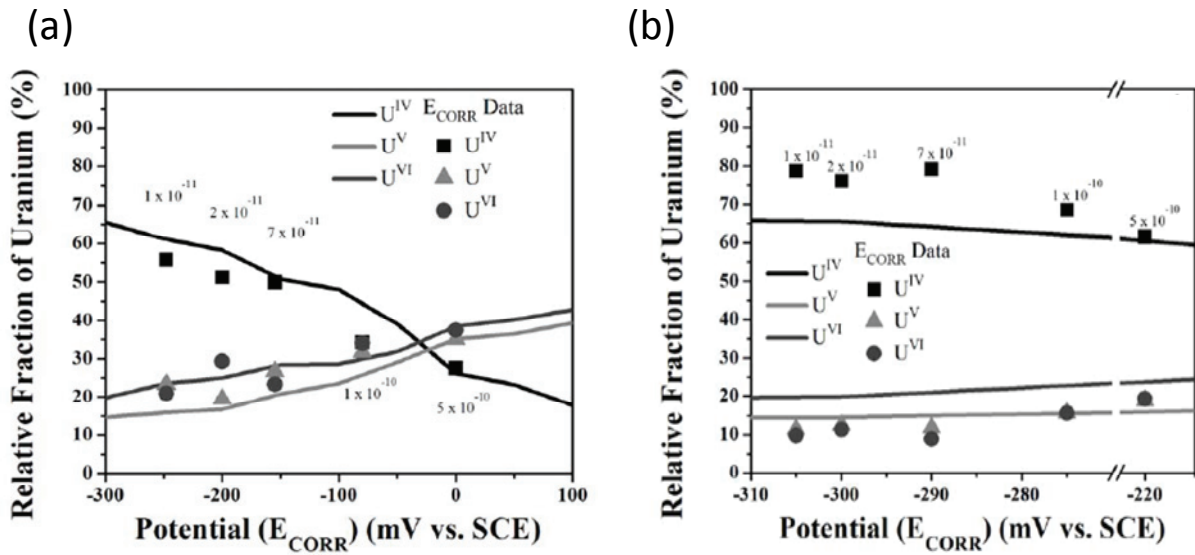 (a)
Relative Fraction of Uranium (%)
100
90
80
70
60
50
40
30
20
10
0
U^IV
U^V
U^VI
E_CORR Data
U^IV
U^V
U^VI
1 x 10^-11
2 x 10^-11
7 x 10^-11
1 x 10^-10
5 x 10^-10
-300
-200
-100
0
100
Potential (E_CORR) (mV vs. SCE)
(b)
Relative Fraction of Uranium (%)
100
90
80
70
60
50
40
30
20
10
0
1 x 10^-11
2 x 10^-11
7 x 10^-11
1 x 10^-10
5 x 10^-10
U^IV
U^V
U^VI
E_CORR Data
U^IV
U^V
U^VI
-310
-300
-290
-280
-220
Potential (E_CORR) (mV vs. SCE)